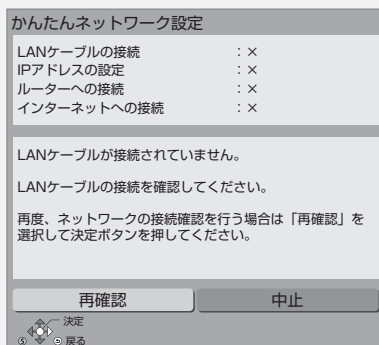 かんたんネットワーク設定
LANケーブルの接続 :×
IPアドレスの設定 :×
ルーターへの接続 :×
インターネットへの接続 :×
LANケーブルが接続されていません。
LANケーブルの接続を確認してください。
再度、ネットワークの接続確認を行う場合は「再確認」を
選択して決定ボタンを押してください。
再確認 中止
決定
S 戻る